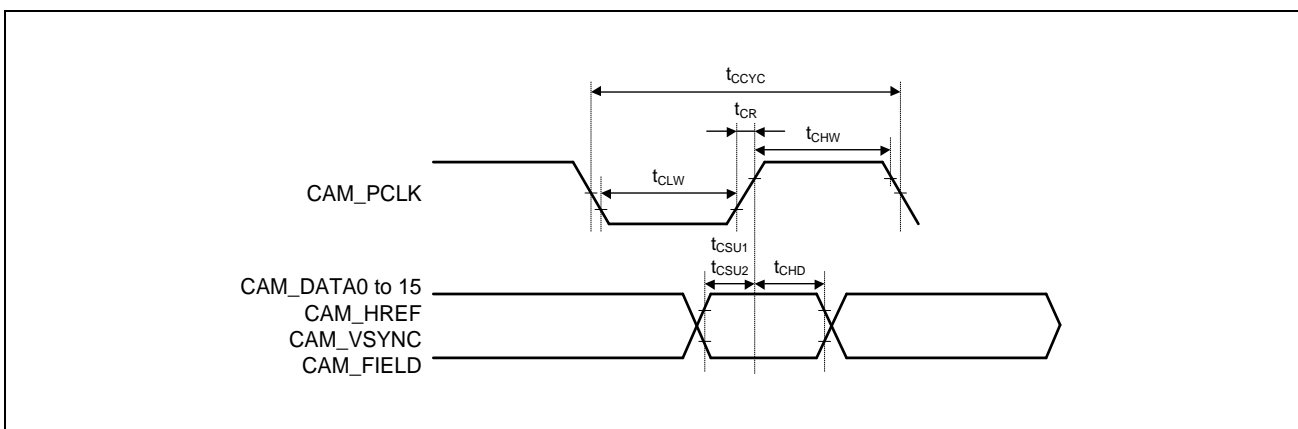 tCCYC
tCR
tCHW
CAM_PCLK
tCLW
tCSU1
tCSU2
tCHD
CAM_DATA0 to 15
CAM_HREF
CAM_VSYNC
CAM_FIELD